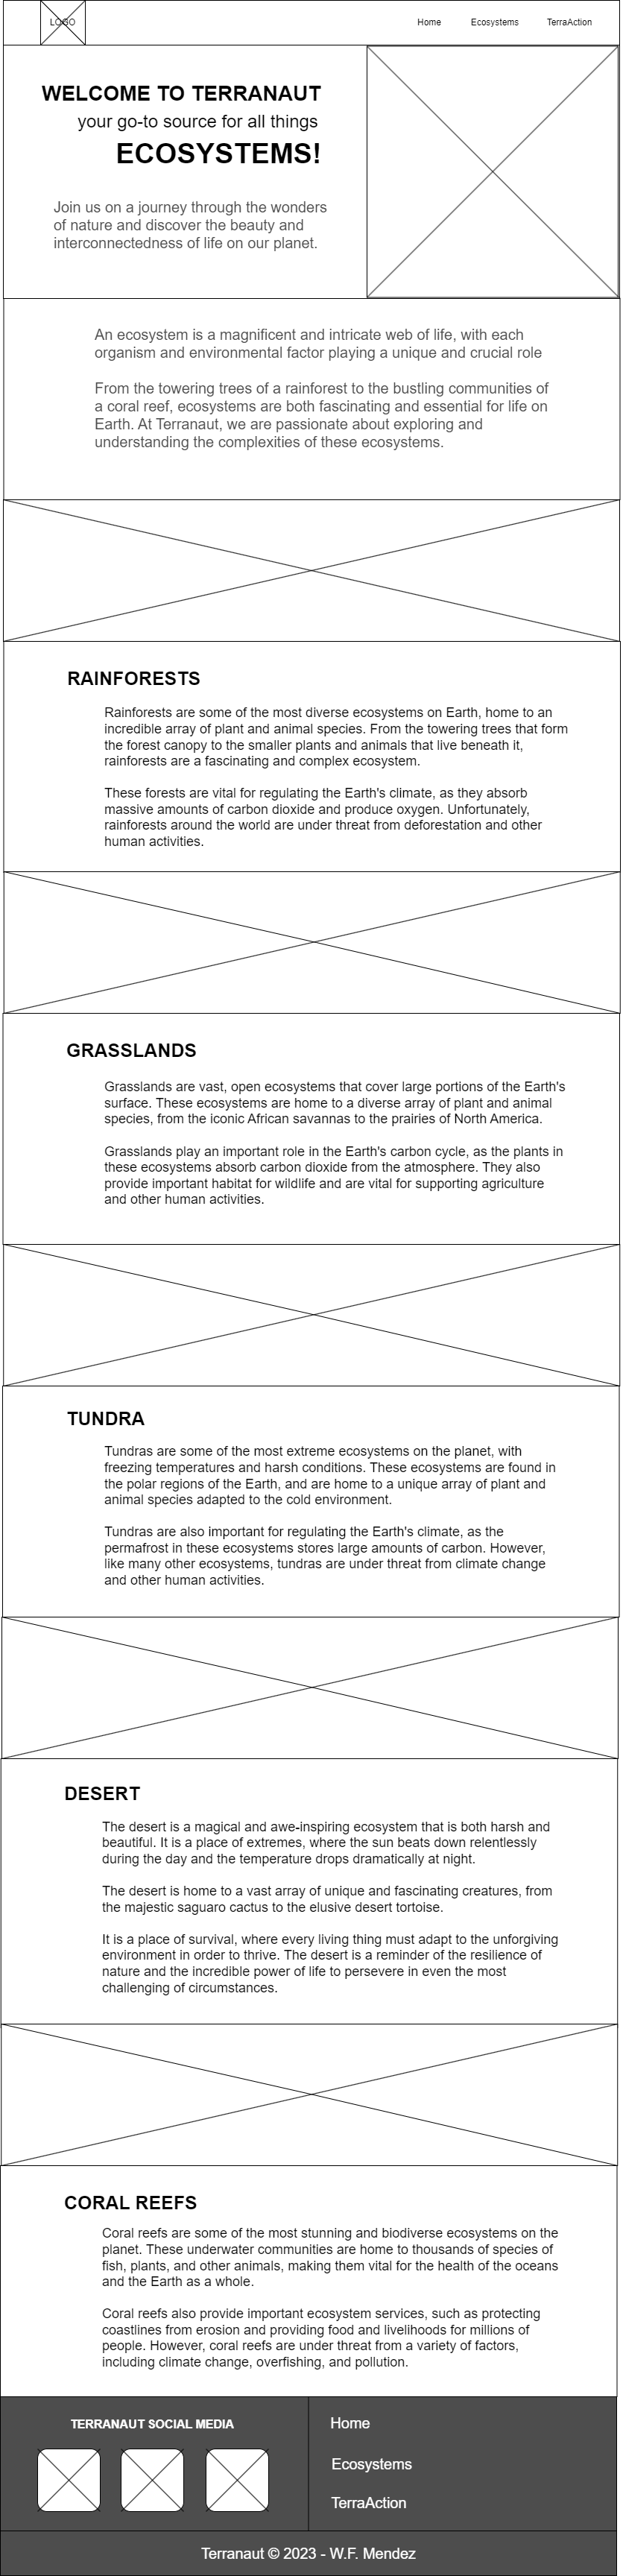 LOGO
Home
Ecosystems
TerraAction
WELCOME TO TERRANAUT
your go-to source for all things
ECOSYSTEMS!
Join us on a journey through the wonders
of nature and discover the beauty and
interconnectedness of life on our planet.
An ecosystem is a magnificent and intricate web of life, with each
organism and environmental factor playing a unique and crucial role
From the towering trees of a rainforest to the bustling communities of
a coral reef, ecosystems are both fascinating and essential for life on
Earth. At Terranaut, we are passionate about exploring and
understanding the complexities of these ecosystems.
RAINFORESTS
Rainforests are some of the most diverse ecosystems on Earth, home to an
incredible array of plant and animal species. From the towering trees that form
the forest canopy to the smaller plants and animals that live beneath it,
rainforests are a fascinating and complex ecosystem.
These forests are vital for regulating the Earth's climate, as they absorb
massive amounts of carbon dioxide and produce oxygen. Unfortunately,
rainforests around the world are under threat from deforestation and other
human activities.
GRASSLANDS
Grasslands are vast, open ecosystems that cover large portions of the Earth's
surface. These ecosystems are home to a diverse array of plant and animal
species, from the iconic African savannas to the prairies of North America.
Grasslands play an important role in the Earth's carbon cycle, as the plants in
these ecosystems absorb carbon dioxide from the atmosphere. They also
provide important habitat for wildlife and are vital for supporting agriculture
and other human activities.
TUNDRA
Tundras are some of the most extreme ecosystems on the planet, with
freezing temperatures and harsh conditions. These ecosystems are found in
the polar regions of the Earth, and are home to a unique array of plant and
animal species adapted to the cold environment.
Tundras are also important for regulating the Earth's climate, as the
permafrost in these ecosystems stores large amounts of carbon. However,
like many other ecosystems, tundras are under threat from climate change
and other human activities.
DESERT
The desert is a magical and awe-inspiring ecosystem that is both harsh and
beautiful. It is a place of extremes, where the sun beats down relentlessly
during the day and the temperature drops dramatically at night.
The desert is home to a vast array of unique and fascinating creatures, from
the majestic saguaro cactus to the elusive desert tortoise.
It is a place of survival, where every living thing must adapt to the unforgiving
environment in order to thrive. The desert is a reminder of the resilience of
nature and the incredible power of life to persevere in even the most
challenging of circumstances.
CORAL REEFS
Coral reefs are some of the most stunning and biodiverse ecosystems on the
planet. These underwater communities are home to thousands of species of
fish, plants, and other animals, making them vital for the health of the oceans
and the Earth as a whole.
Coral reefs also provide important ecosystem services, such as protecting
coastlines from erosion and providing food and livelihoods for millions of
people. However, coral reefs are under threat from a variety of factors,
including climate change, overfishing, and pollution.
TERRANAUT SOCIAL MEDIA
Home
Ecosystems
TerraAction
Terranaut © 2023 - W.F. Mendez